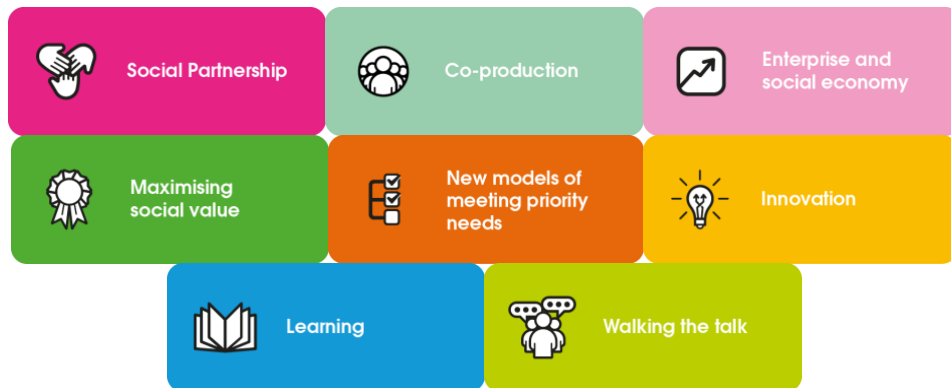 Social Partnership
Co-production
Enterprise and
social economy
Maximising
social value
New models of
meeting priority
needs
Innovation
Learning
Walking the talk